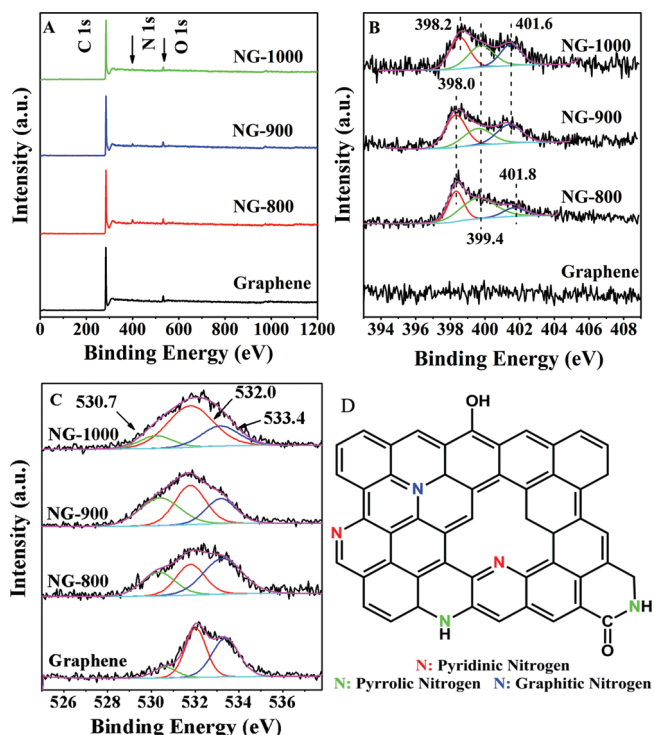 A
C 1s
N 1s
O 1s
NG-1000
NG-900
NG-800
Graphene
0 200 400 600 800 1000 1200
Binding Energy (eV)
Intensity (a.u.)
B
398.2
401.6
NG-1000
398.0
NG-900
401.8
NG-800
399.4
Graphene
394 396 398 400 402 404 406 408
Binding Energy (eV)
Intensity (a.u.)
C
530.7
532.0
533.4
NG-1000
NG-900
NG-800
Graphene
526 528 530 532 534 536
Binding Energy (eV)
Intensity (a.u.)
D
OH
N
N
N
N
H
NH
O
N: Pyridinic Nitrogen
N: Pyrrolic Nitrogen N: Graphitic Nitrogen